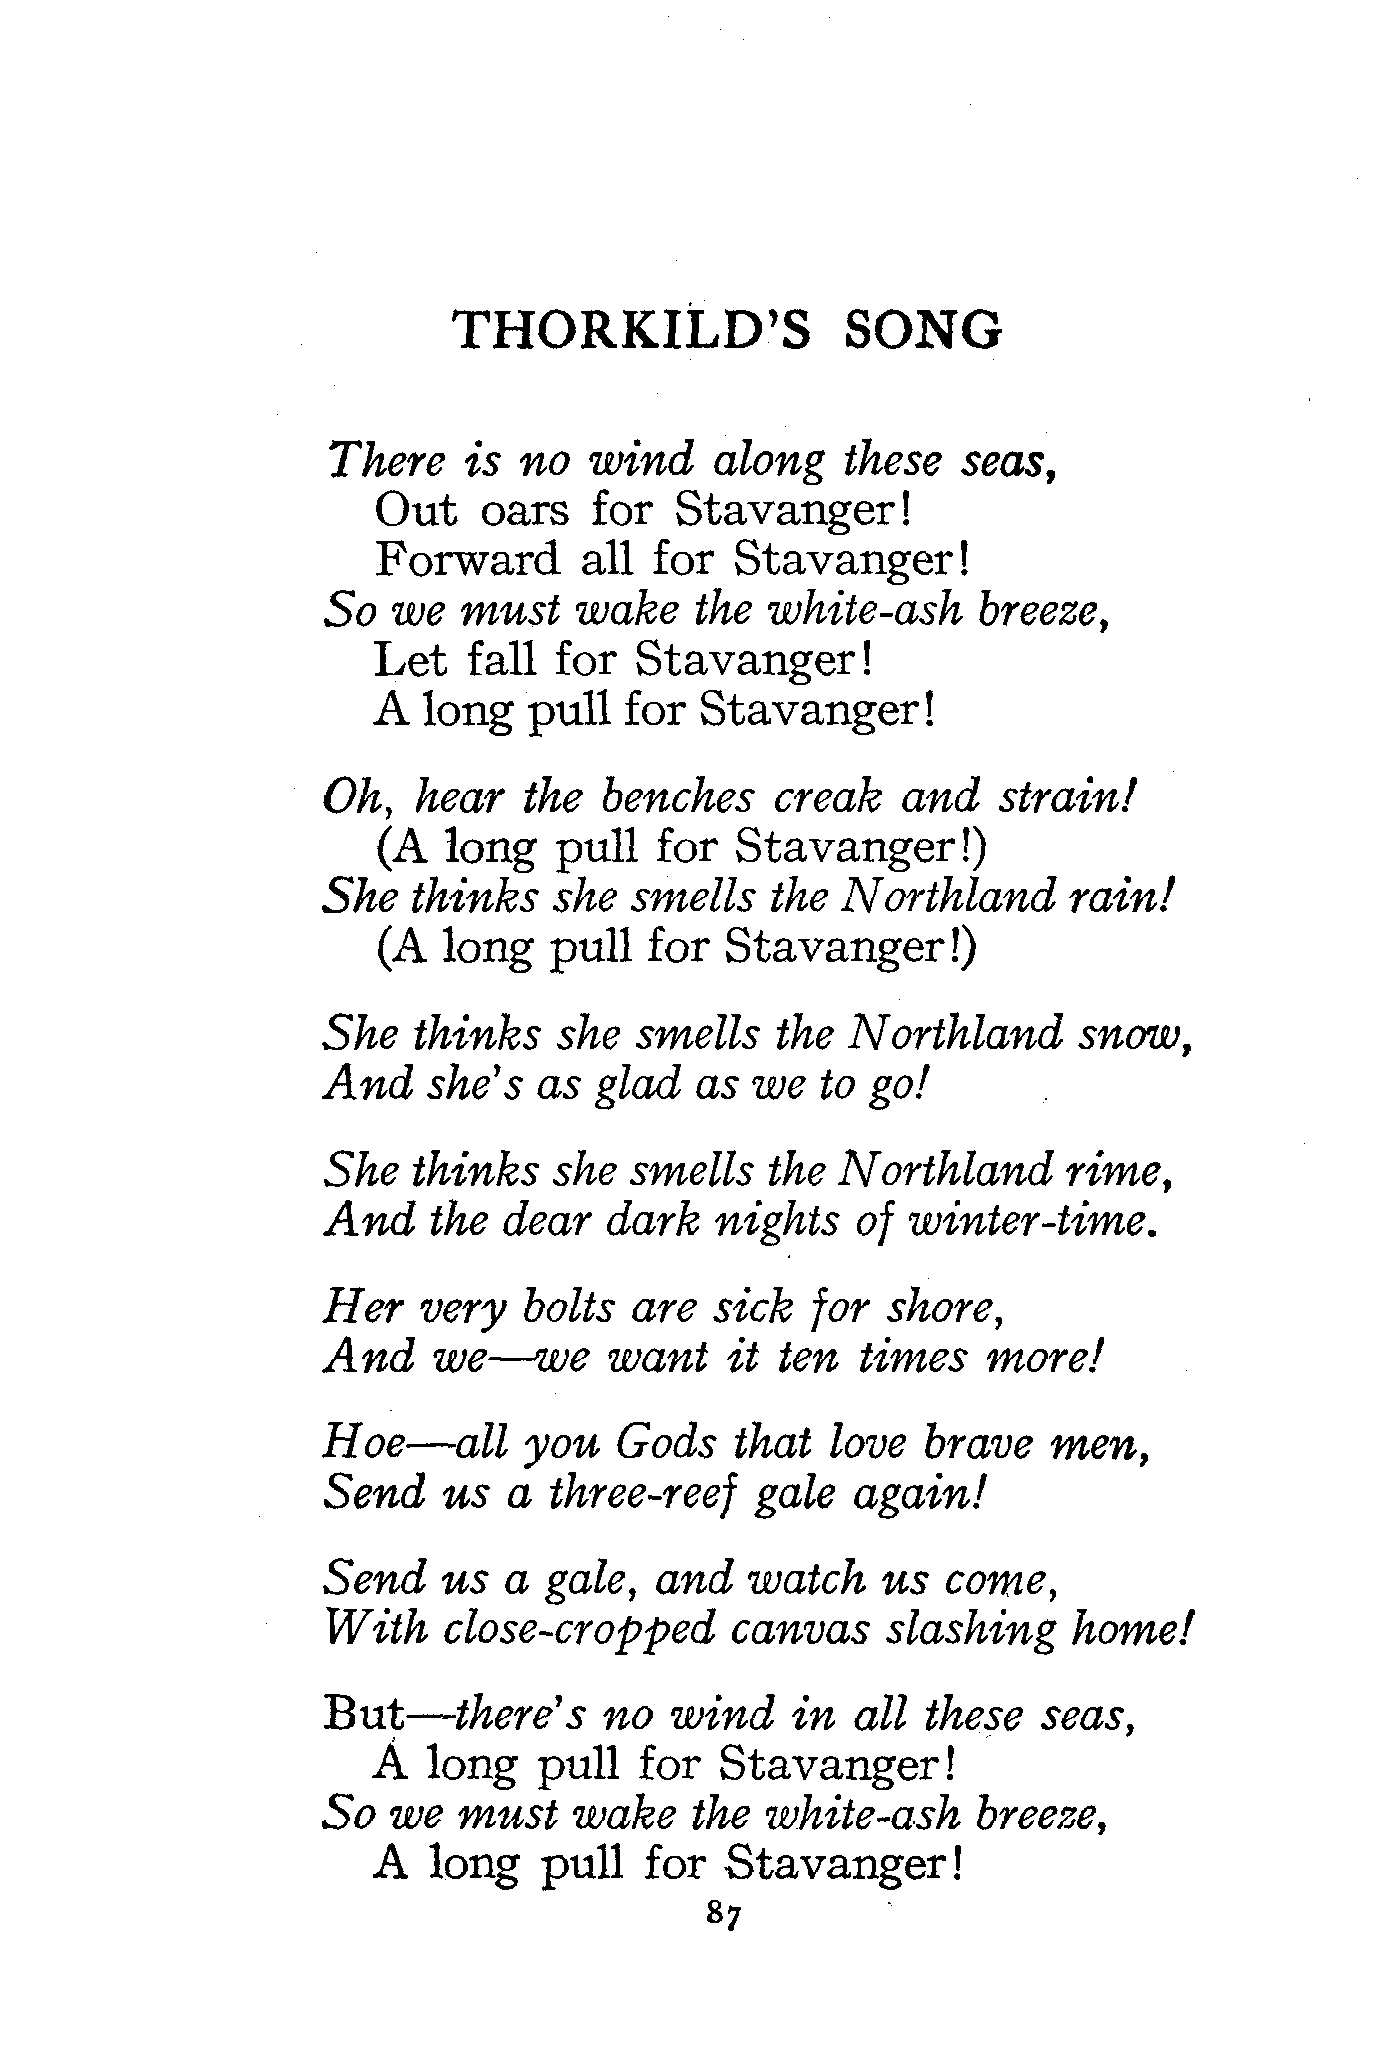 THORKILD'S SONG
There is no wind along these seas,
Out oars for Stavanger!
Forward all for Stavanger!
So we must wake the white-ash breeze,
Let fall for Stavanger!
A long pull for Stavanger!
Oh, hear the benches creak and strain!
(A long pull for Stavanger!)
She thinks she smells the Northland rain!
(A long pull for Stavanger!)
She thinks she smells the Northland snow,
And she's as glad as we to go!
She thinks she smells the Northland rime,
And the dear dark nights of winter-time.
Her very bolts are sick for shore,
And we—we want it ten times more!
Hoe—all you Gods that love brave men,
Send us a three-reef gale again!
Send us a gale, and watch us come,
With close-cropped canvas slashing home!
But—there's no wind in all these seas,
A long pull for Stavanger!
So we must wake the white-ash breeze,
A long pull for Stavanger!
87